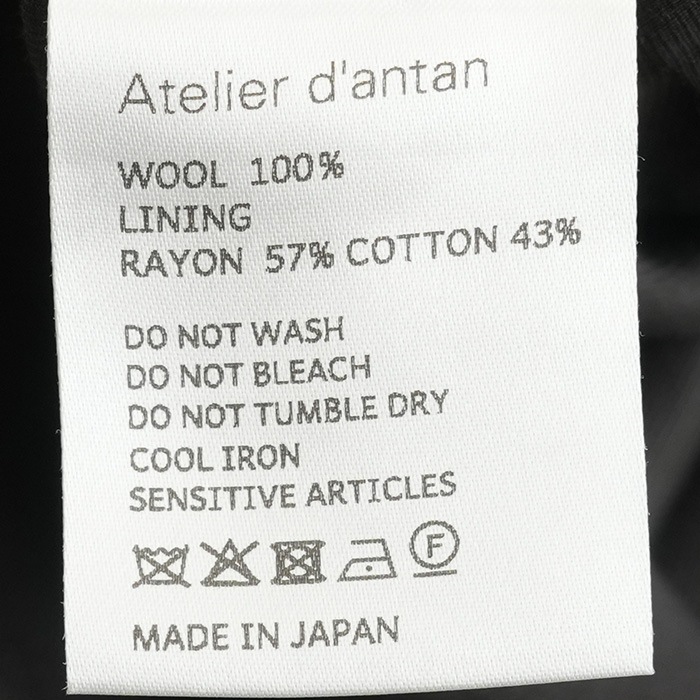 Atelier d'antan
WOOL 100%
LINING
RAYON 57% COTTON 43%
DO NOT WASH
DO NOT BLEACH
DO NOT TUMBLE DRY
COOL IRON
SENSITIVE ARTICLES
F
MADE IN JAPAN